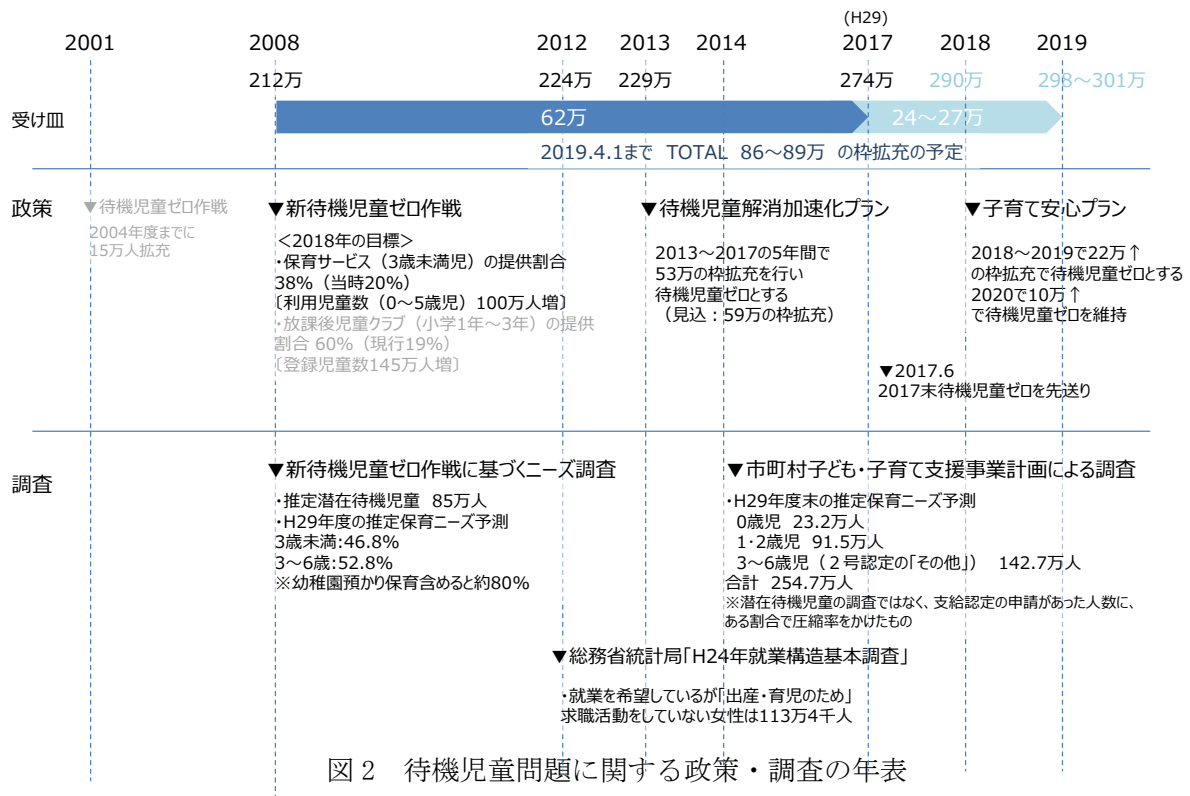 (H29)
2001 2008 2012 2013 2014 2017 2018 2019
212万 224万 229万 274万 290万 298～301万
受け皿 62万 24～27万
2019.4.1まで TOTAL 86～89万 の枠拡充の予定
政策
▼待機児童ゼロ作戦
2004年度までに
15万人拡充
▼新待機児童ゼロ作戦
＜2018年の目標＞
・保育サービス（3歳未満児）の提供割合
38%（当時20%）
〔利用児童数（0～5歳児）100万人増〕
・放課後児童クラブ（小学1年～3年）の提供
割合 60%（現行19%）
〔登録児童数145万人増〕
▼待機児童解消加速化プラン
2013～2017の5年間で
53万の枠拡充を行い
待機児童ゼロとする
（見込：59万の枠拡充）
▼子育て安心プラン
2018～2019で22万↑
の枠拡充で待機児童ゼロとする
2020で10万↑
で待機児童ゼロを維持
▼2017.6
2017末待機児童ゼロを先送り
調査
▼新待機児童ゼロ作戦に基づくニーズ調査
・推定潜在待機児童 85万人
・H29年度の推定保育ニーズ予測
3歳未満:46.8%
3～6歳:52.8%
※幼稚園預かり保育含めると約80%
▼市町村子ども・子育て支援事業計画による調査
・H29年度末の推定保育ニーズ予測
0歳児 23.2万人
1・2歳児 91.5万人
3～6歳児（２号認定の「その他」） 142.7万人
合計 254.7万人
※潜在待機児童の調査ではなく、支給認定の申請があった人数に、
ある割合で圧縮率をかけたもの
▼総務省統計局「H24年就業構造基本調査」
・就業を希望しているが「出産・育児のため」
求職活動をしていない女性は113万4千人
図２ 待機児童問題に関する政策・調査の年表